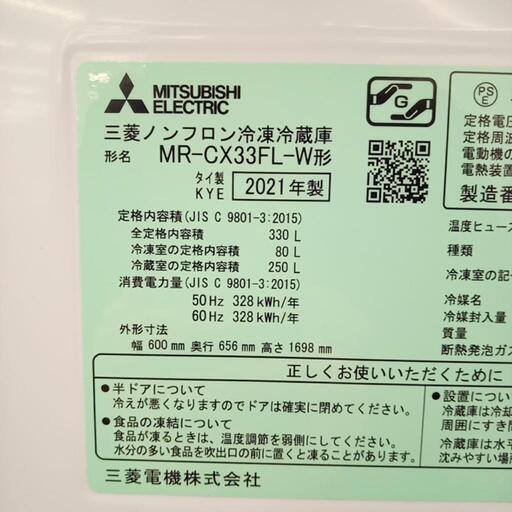 MITSUBISHI
ELECTRIC
G
PS
E
三菱ノンフロン冷凍冷蔵庫
形名 MR-CX33FL-W形
タイ製
KYE 2021年製
定格内容積(JIS C 9801-3:2015)
全定格内容積 330 L
冷凍室の定格内容積 80 L
冷蔵室の定格内容積 250 L
消費電力量(JIS C 9801-3:2015)
50 Hz 328 kWh/年
60 Hz 328 kWh/年
外形寸法
幅 600 mm 奥行 656 mm 高さ 1698 mm
定格電圧
定格周波
電動機の
電熱装置
製造番
温度ヒュース
種類
冷凍室の記
冷媒名
冷媒封入量
質量
断熱発泡ガス
正しくお使いいただくために
●半ドアについて
冷えが悪くなりますのでドアは確実に閉めてください。
●食品の凍結について
食品が凍るときは、温度調節を弱側にしてください。
水分の多い食品を吹出口の前に置くと凍ることがあります。
●設置につ
冷蔵庫は冷却
周囲にすき間
冷蔵庫は水平
沈みやすい場所
三菱電機株式会社